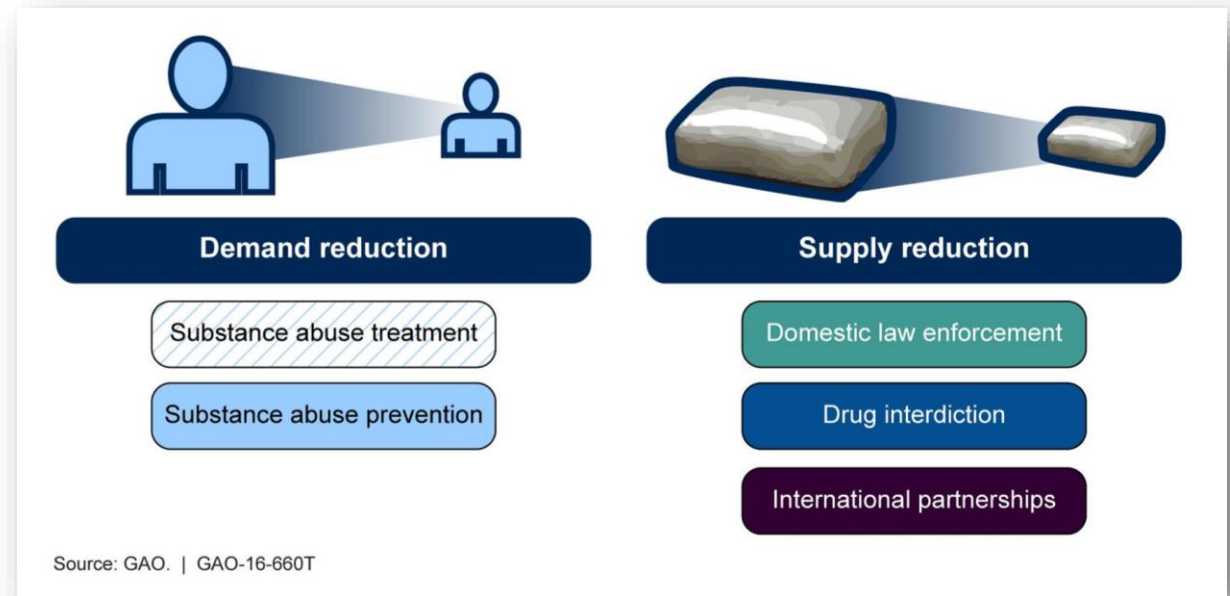 Demand reduction
Substance abuse treatment
Substance abuse prevention
Supply reduction
Domestic law enforcement
Drug interdiction
International partnerships
Source: GAO. | GAO-16-660T